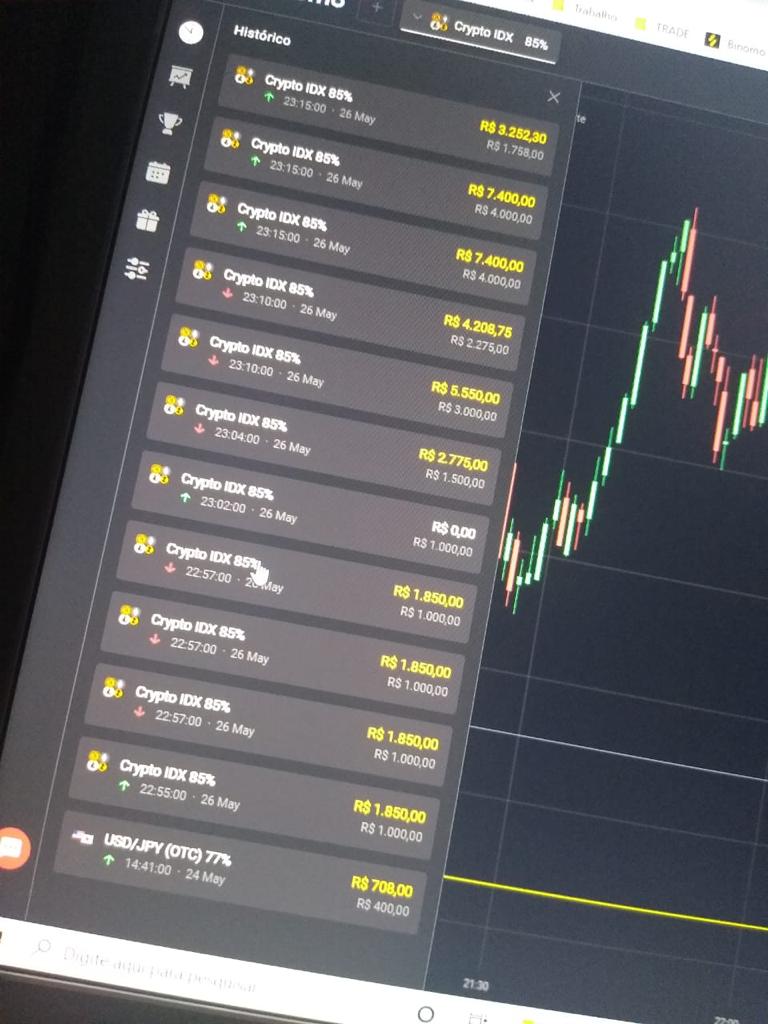 Crypto IDX 85%
Trabalho
TRADE
Binomo
Histórico
Crypto IDX 85%
R$ 3.252,30
23:15:00 · 26 May
R$ 1.758,00
Crypto IDX 85%
R$ 7.400,00
23:15:00 · 26 May
R$ 4.000,00
Crypto IDX 85%
R$ 7.400,00
23:15:00 · 26 May
R$ 4.000,00
Crypto IDX 85%
R$ 4.208,75
23:10:00 · 26 May
R$ 2.275,00
Crypto IDX 85%
R$ 5.550,00
23:10:00 · 26 May
R$ 3.000,00
Crypto IDX 85%
R$ 2.775,00
23:04:00 · 26 May
R$ 1.500,00
Crypto IDX 85%
R$ 0,00
23:02:00 · 26 May
R$ 1.000,00
Crypto IDX 85%
R$ 1.850,00
22:57:00 · 26 May
R$ 1.000,00
Crypto IDX 85%
R$ 1.850,00
22:57:00 · 26 May
R$ 1.000,00
Crypto IDX 85%
R$ 1.850,00
22:57:00 · 26 May
R$ 1.000,00
Crypto IDX 85%
R$ 1.850,00
22:55:00 · 26 May
R$ 1.000,00
USD/JPY (OTC) 77%
R$ 708,00
14:41:00 · 24 May
R$ 400,00
Digite aqui para pesquisar
21:30
22:00